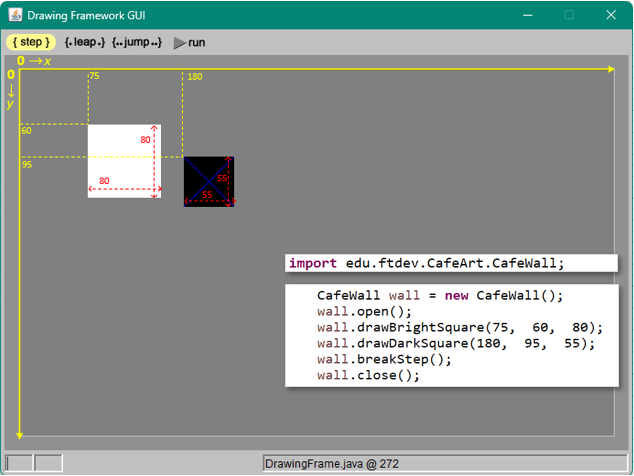 Drawing Framework GUI
{ step } {.leap.} {..jump..} run
0 → x
0
↓
y
75
180
60
95
80
80
55
55
import edu.ftdev.CafeArt.CafeWall;
CafeWall wall = new CafeWall();
wall.open();
wall.drawBrightSquare(75,  60,  80);
wall.drawDarkSquare(180,  95,  55);
wall.breakStep();
wall.close();
DrawingFrame.java @ 272